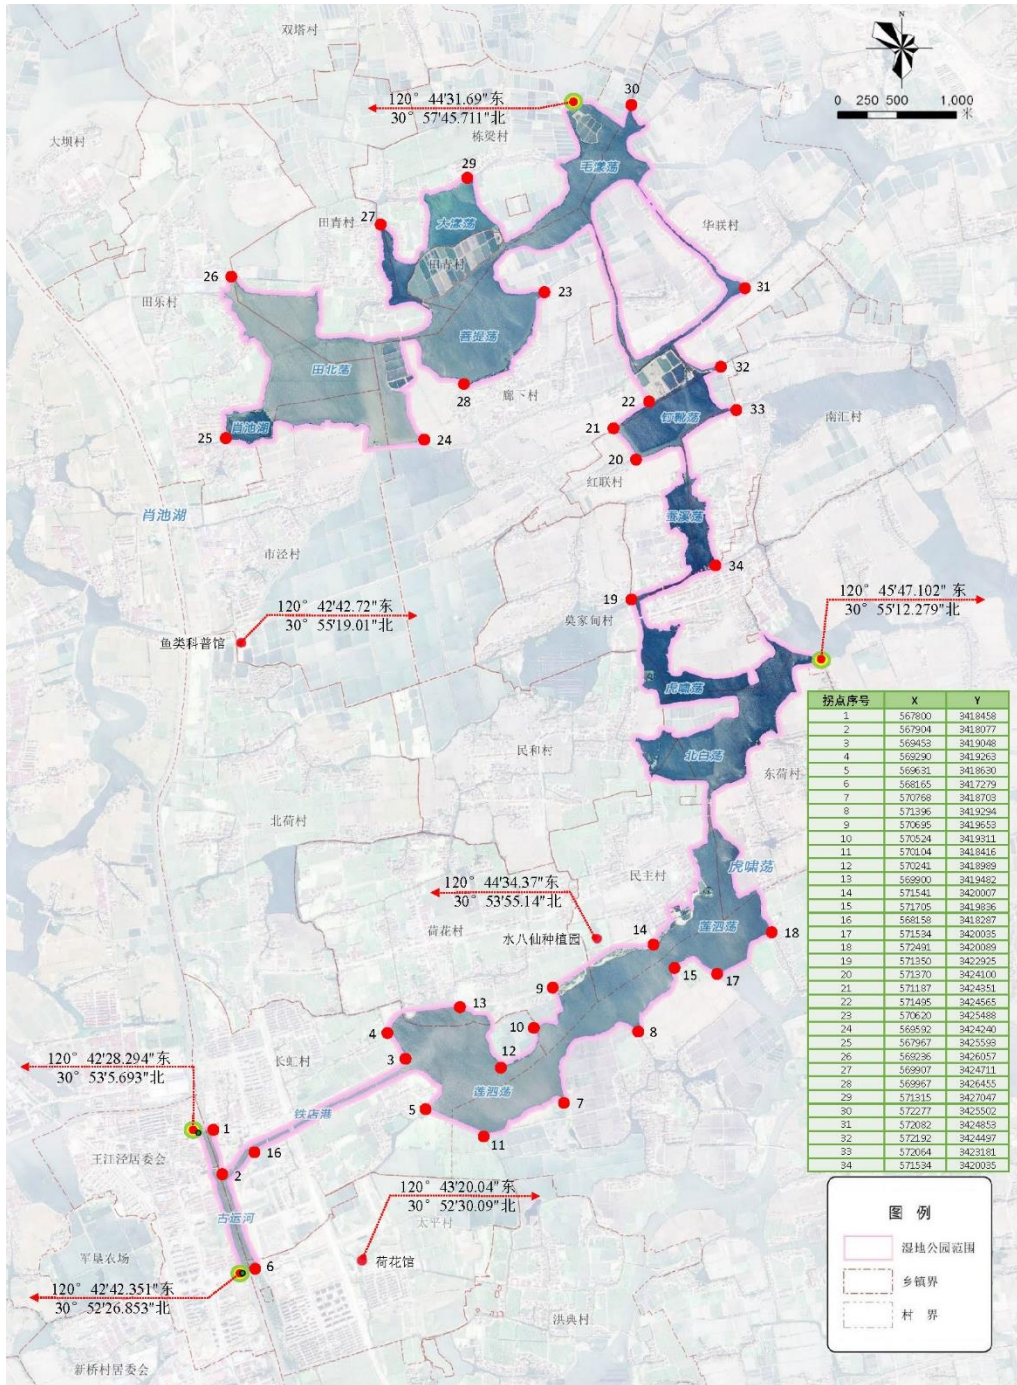 双塔村
N
120° 44'31.69"东
30° 57'45.711"北
30
0 250 500 1,000
米
大坝村
栋梁村
毛漾荡
29
田青村
27
大漾荡
田青村
华联村
26
田乐村
23
31
菩提荡
田北荡
28
廊下村
32
22
33
肖池湖
25
24
21
钉靴荡
南汇村
20
红联村
肖池湖
蚬溪荡
市泾村
34
120° 42'42.72"东
30° 55'19.01"北
19
120° 45'47.102"东
30° 55'12.279"北
莫家甸村
鱼类科普馆
虎啸荡
民和村
北白荡
东荷村
北荷村
虎啸荡
120° 44'34.37"东
30° 53'55.14"北
民主村
荷花村
水八仙种植园
14
莲泗荡
18
15
17
9
13
10
8
4
3
12
长虹村
莲泗荡
5
7
铁店港
11
120° 42'28.294"东
30° 53'5.693"北
1
王江泾居委会
16
2
古运河
120° 43'20.04"东
30° 52'30.09"北
太平村
军垦农场
荷花馆
6
120° 42'42.351"东
30° 52'26.853"北
洪典村
新桥村居委会
拐点序号 X Y
1 567800 3418458
2 567904 3418077
3 569453 3419048
4 569290 3419263
5 569631 3418630
6 568165 3417279
7 570768 3418703
8 571396 3419294
9 570695 3419653
10 570524 3419311
11 570104 3418416
12 570241 3418989
13 569900 3419482
14 571541 3420007
15 571705 3419836
16 568158 3418287
17 571534 3420035
18 572491 3420089
19 571350 3422925
20 571370 3424100
21 571187 3424351
22 571495 3424565
23 570620 3425488
24 569592 3424240
25 567967 3425593
26 569236 3426057
27 569907 3424711
28 569967 3426455
29 571315 3427047
30 572277 3425502
31 572082 3424853
32 572192 3424497
33 572064 3423181
34 571534 3420035
图 例
湿地公园范围
乡镇界
村 界